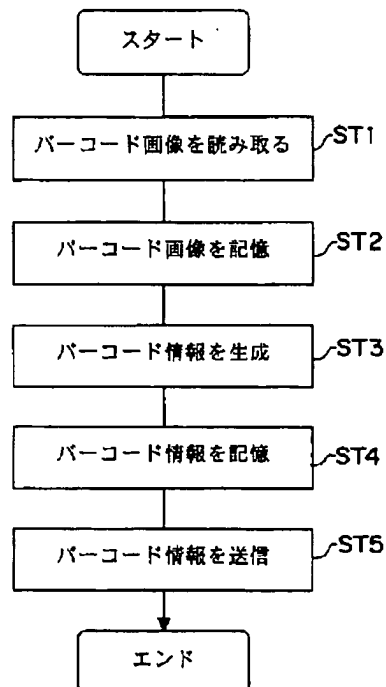 スタート
バーコード画像を読み取る ST1
バーコード画像を記憶 ST2
バーコード情報を生成 ST3
バーコード情報を記憶 ST4
バーコード情報を送信 ST5
エンド